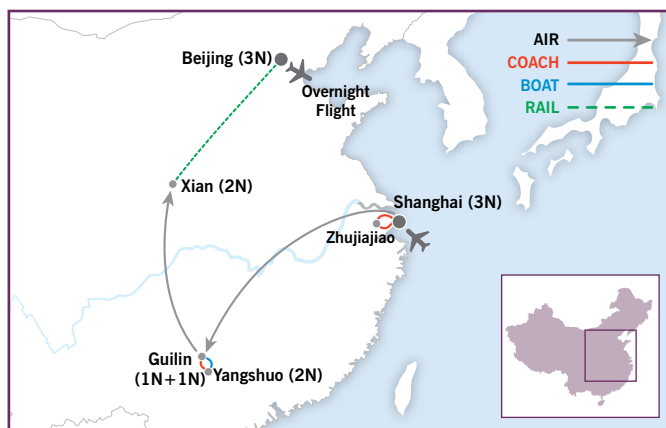 Beijing (3N)
Overnight
Flight
AIR
COACH
BOAT
RAIL
Xian (2N)
Shanghai (3N)
Zhujiajiao
Guilin
(1N+1N)
Yangshuo (2N)